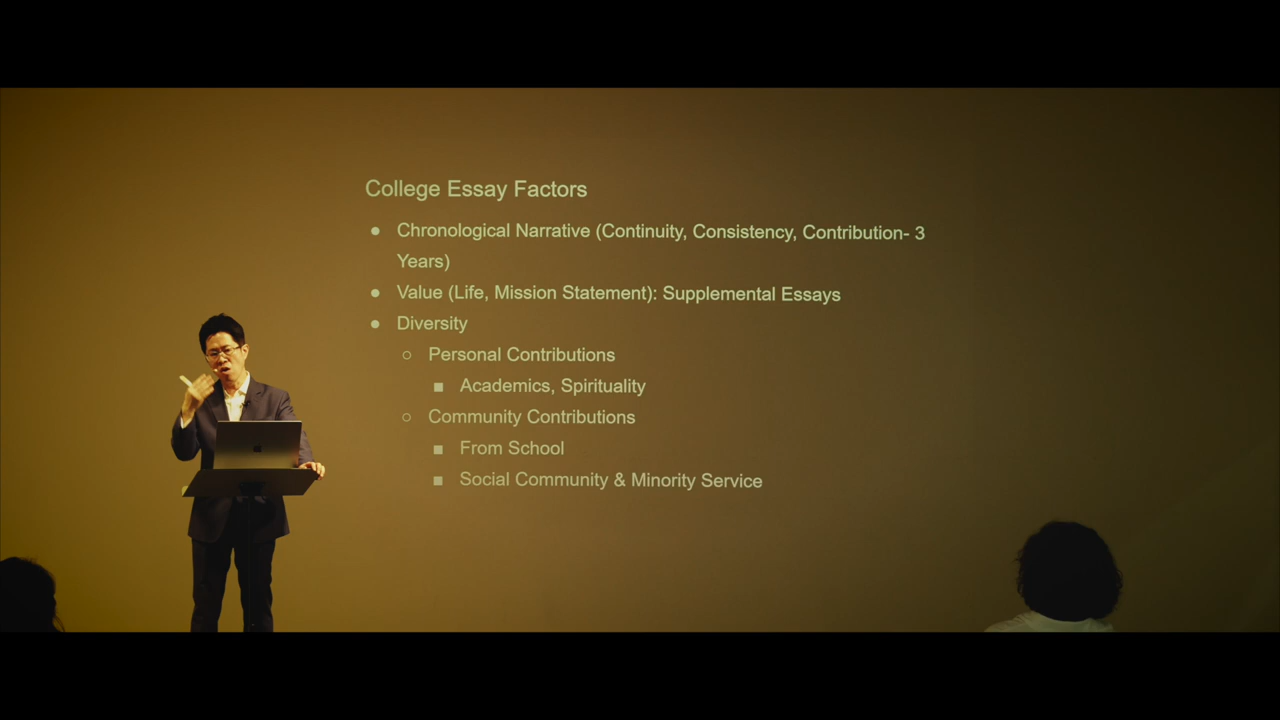 College Essay Factors
● Chronological Narrative (Continuity, Consistency, Contribution- 3
Years)
● Value (Life, Mission Statement): Supplemental Essays
● Diversity
○ Personal Contributions
■ Academics, Spirituality
○ Community Contributions
■ From School
■ Social Community & Minority Service